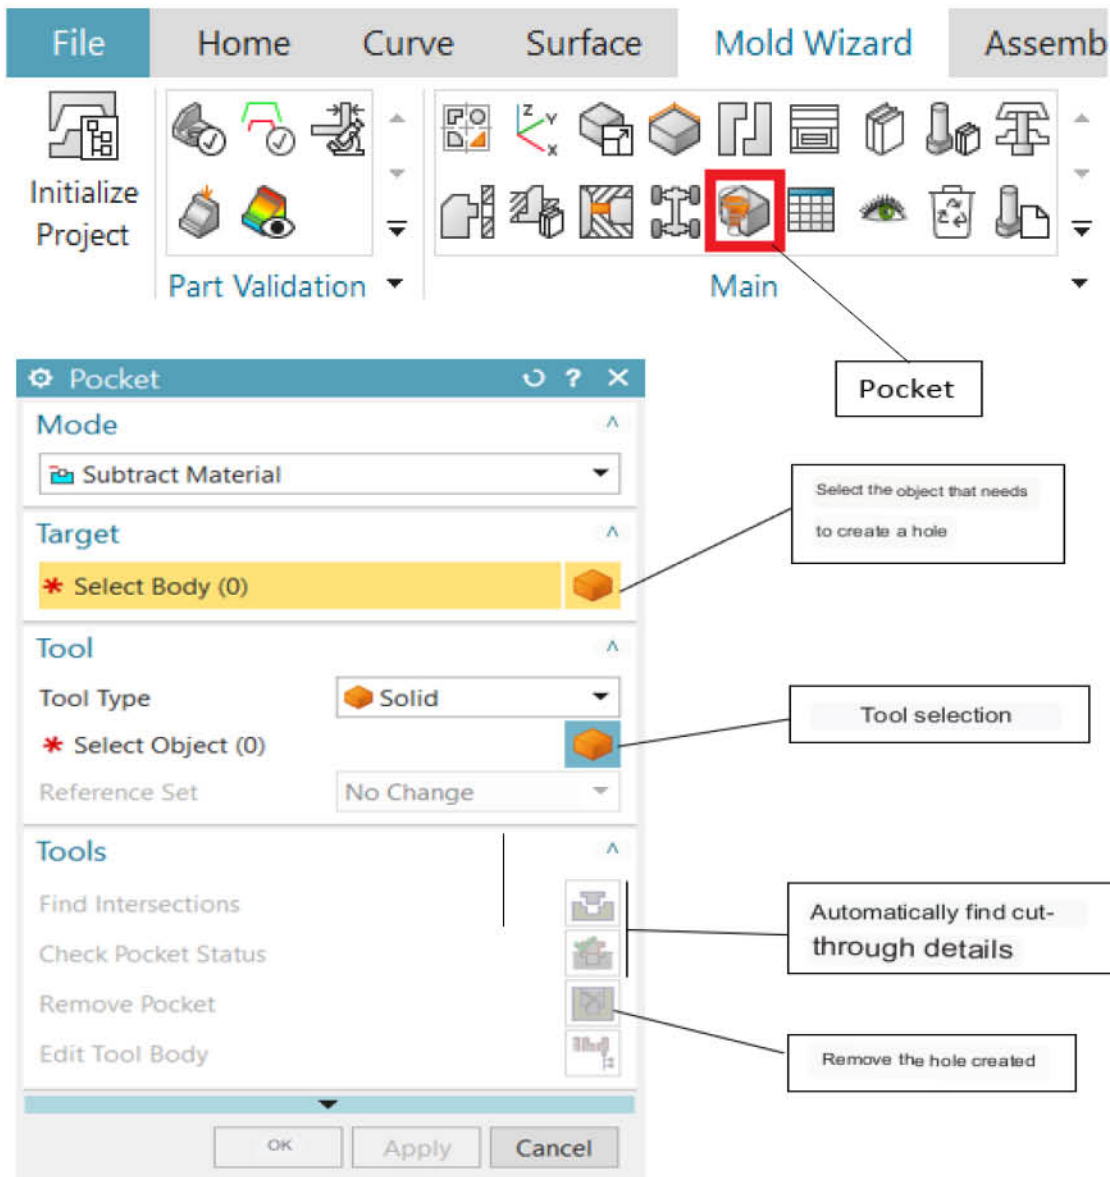 File Home Curve Surface Mold Wizard Assemb
Initialize
Project
Part Validation
Main
Pocket
Pocket
Mode
Subtract Material
Select the object that needs
to create a hole
Target
* Select Body (0)
Tool
Tool Type Solid
Tool selection
* Select Object (0)
Reference Set No Change
Tools
Find Intersections
Automatically find cut-
through details
Check Pocket Status
Remove Pocket
Edit Tool Body
Remove the hole created
OK Apply Cancel